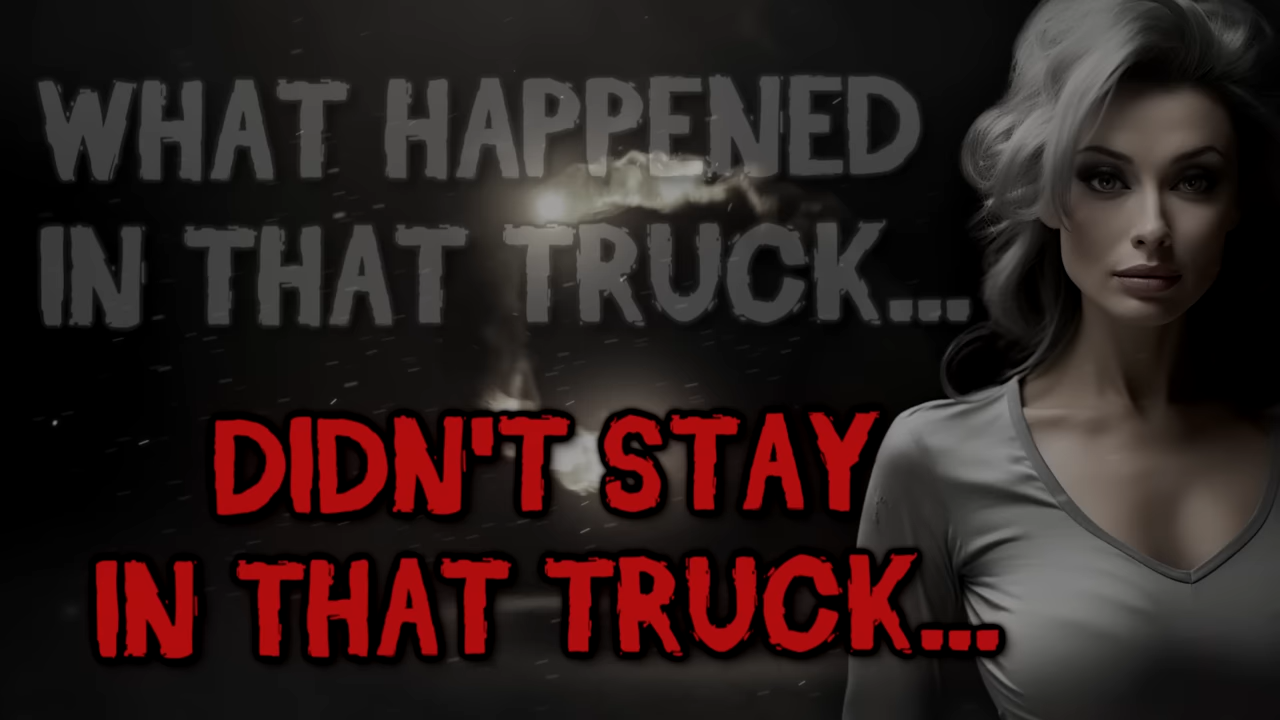 WHAT HAPPENED
IN THAT TRUCK...
DIDN'T STAY
IN THAT TRUCK...